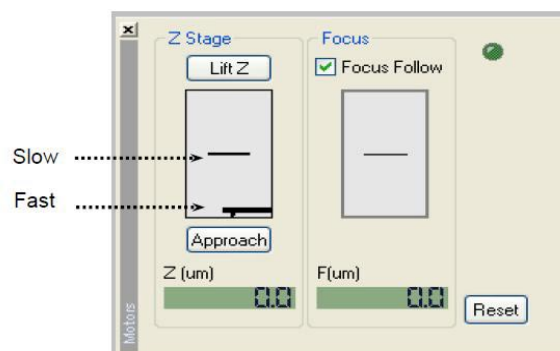 Z Stage
Focus
Lift Z
Focus Follow
Slow
Fast
Approach
Z (um)
F(um)
0.0
0.0
Reset
Motors